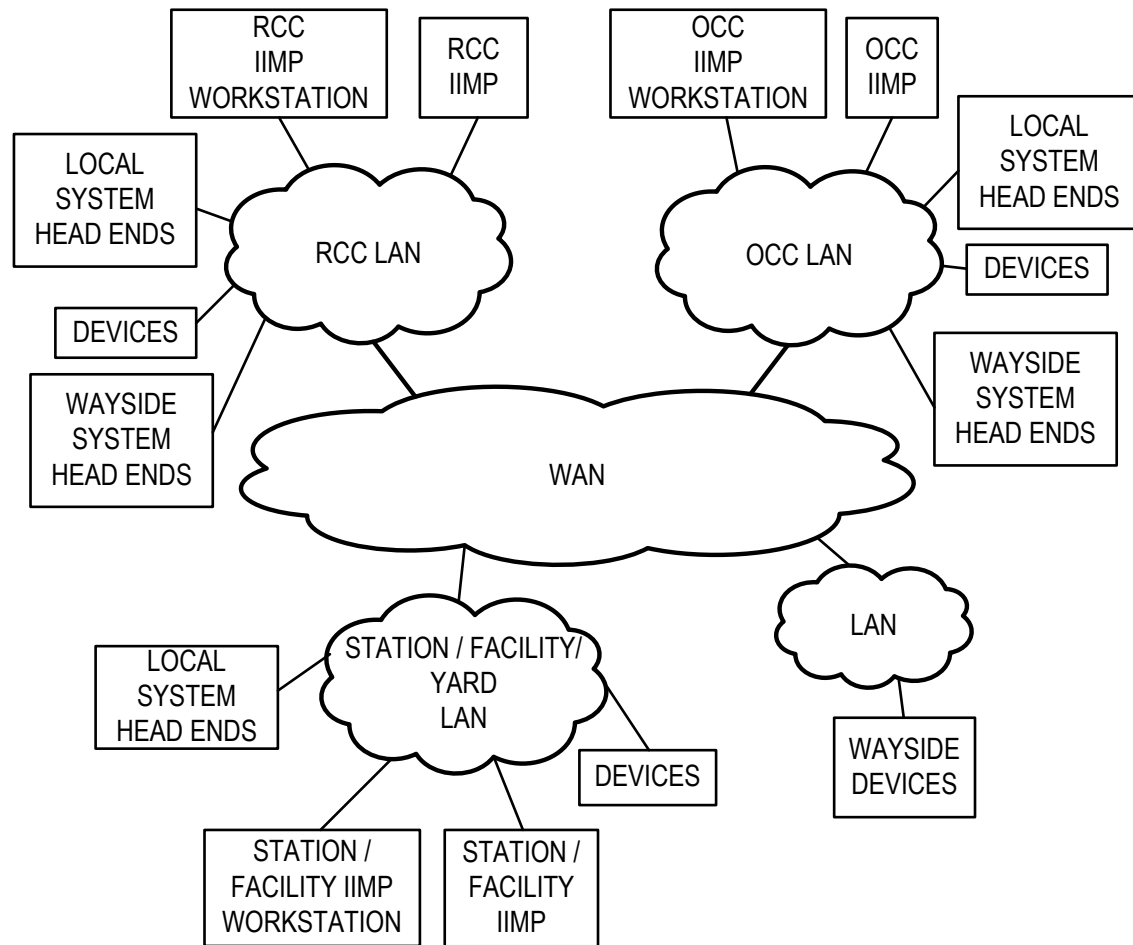 RCC
IIMP
WORKSTATION
RCC
IIMP
OCC
IIMP
WORKSTATION
OCC
IIMP
LOCAL
SYSTEM
HEAD ENDS
LOCAL
SYSTEM
HEAD ENDS
RCC LAN
OCC LAN
DEVICES
DEVICES
WAYSIDE
SYSTEM
HEAD ENDS
WAYSIDE
SYSTEM
HEAD ENDS
WAN
STATION / FACILITY/
YARD
LAN
LAN
LOCAL
SYSTEM
HEAD ENDS
DEVICES
WAYSIDE
DEVICES
STATION /
FACILITY IIMP
WORKSTATION
STATION /
FACILITY
IIMP